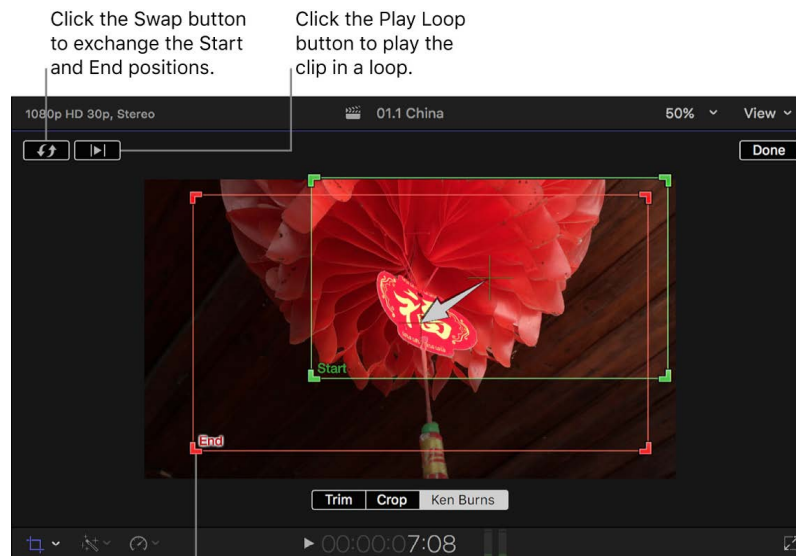 Click the Swap button
to exchange the Start
and End positions.
Click the Play Loop
button to play the
clip in a loop.
1080p HD 30p, Stereo
01.1 China
50%
View
Done
福
Start
End
Trim
Crop
Ken Burns
00:00:07:08